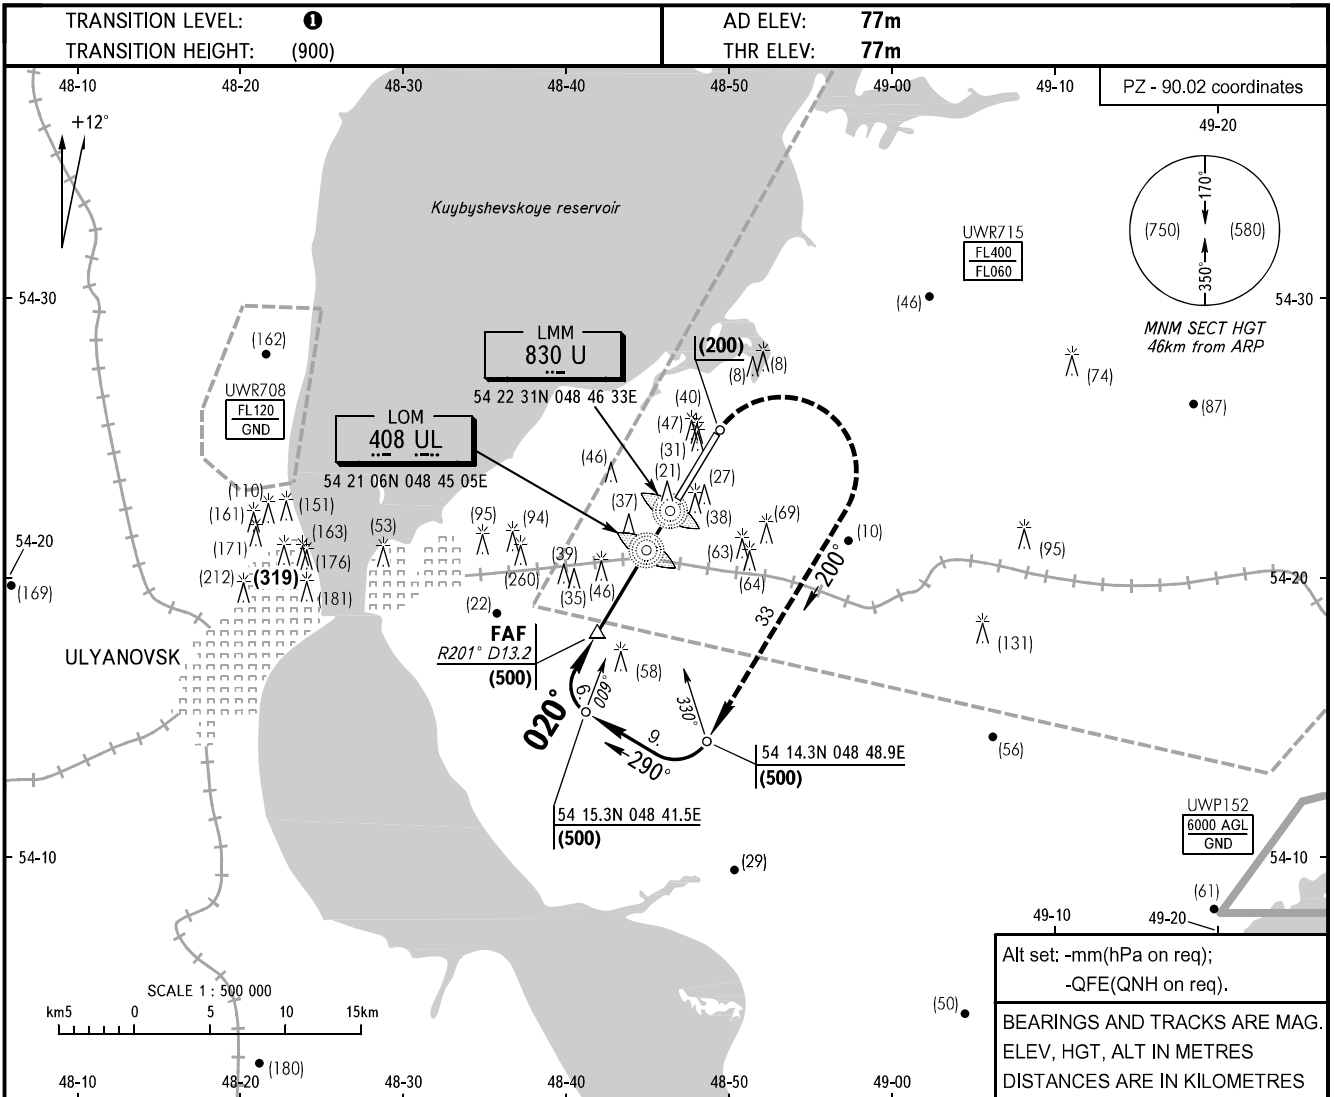 TRANSITION LEVEL: ❶
TRANSITION HEIGHT: (900)
AD ELEV: 77m
THR ELEV: 77m
48-10 48-20 48-30 48-40 48-50 49-00 49-10
PZ - 90.02 coordinates
49-20
+12°
Kuybyshevskoye reservoir
170°
(750) (580)
350°
MNM SECT HGT
46km from ARP
UWR715
FL400
FL060
54-30
(46)
54-30
(162)
UWR708
FL120
GND
LMM
830 U
54 22 31N 048 46 33E
LOM
408 UL
54 21 06N 048 45 05E
(200)
(8) (8)
(74)
(87)
(40)
(47)
(31)
(46)
(21)
(27)
(37)
(38)
(110)
(151)
(161)
(163)
(171)
(176)
(212)
(319)
(181)
(53)
(95)
(94)
(260)
(39)
(35)
(46)
(63)
(69)
(64)
(10)
(95)
54-20
(169)
54-20
(22)
(131)
200°
33
ULYANOVSK
FAF
R201° D13.2
(500)
(58)
020°
6.
009°
330°
9.
290°
54 14.3N 048 48.9E
(500)
54 15.3N 048 41.5E
(500)
(56)
UWP152
6000 AGL
GND
54-10
54-10
(29)
(61)
49-10
49-20
Alt set: -mm(hPa on req);
-QFE(QNH on req).
(50)
SCALE 1 : 500 000
km5 0 5 10 15km
(180)
BEARINGS AND TRACKS ARE MAG.
ELEV, HGT, ALT IN METRES
DISTANCES ARE IN KILOMETRES
48-10 48-20 48-30 48-40 48-50 49-00